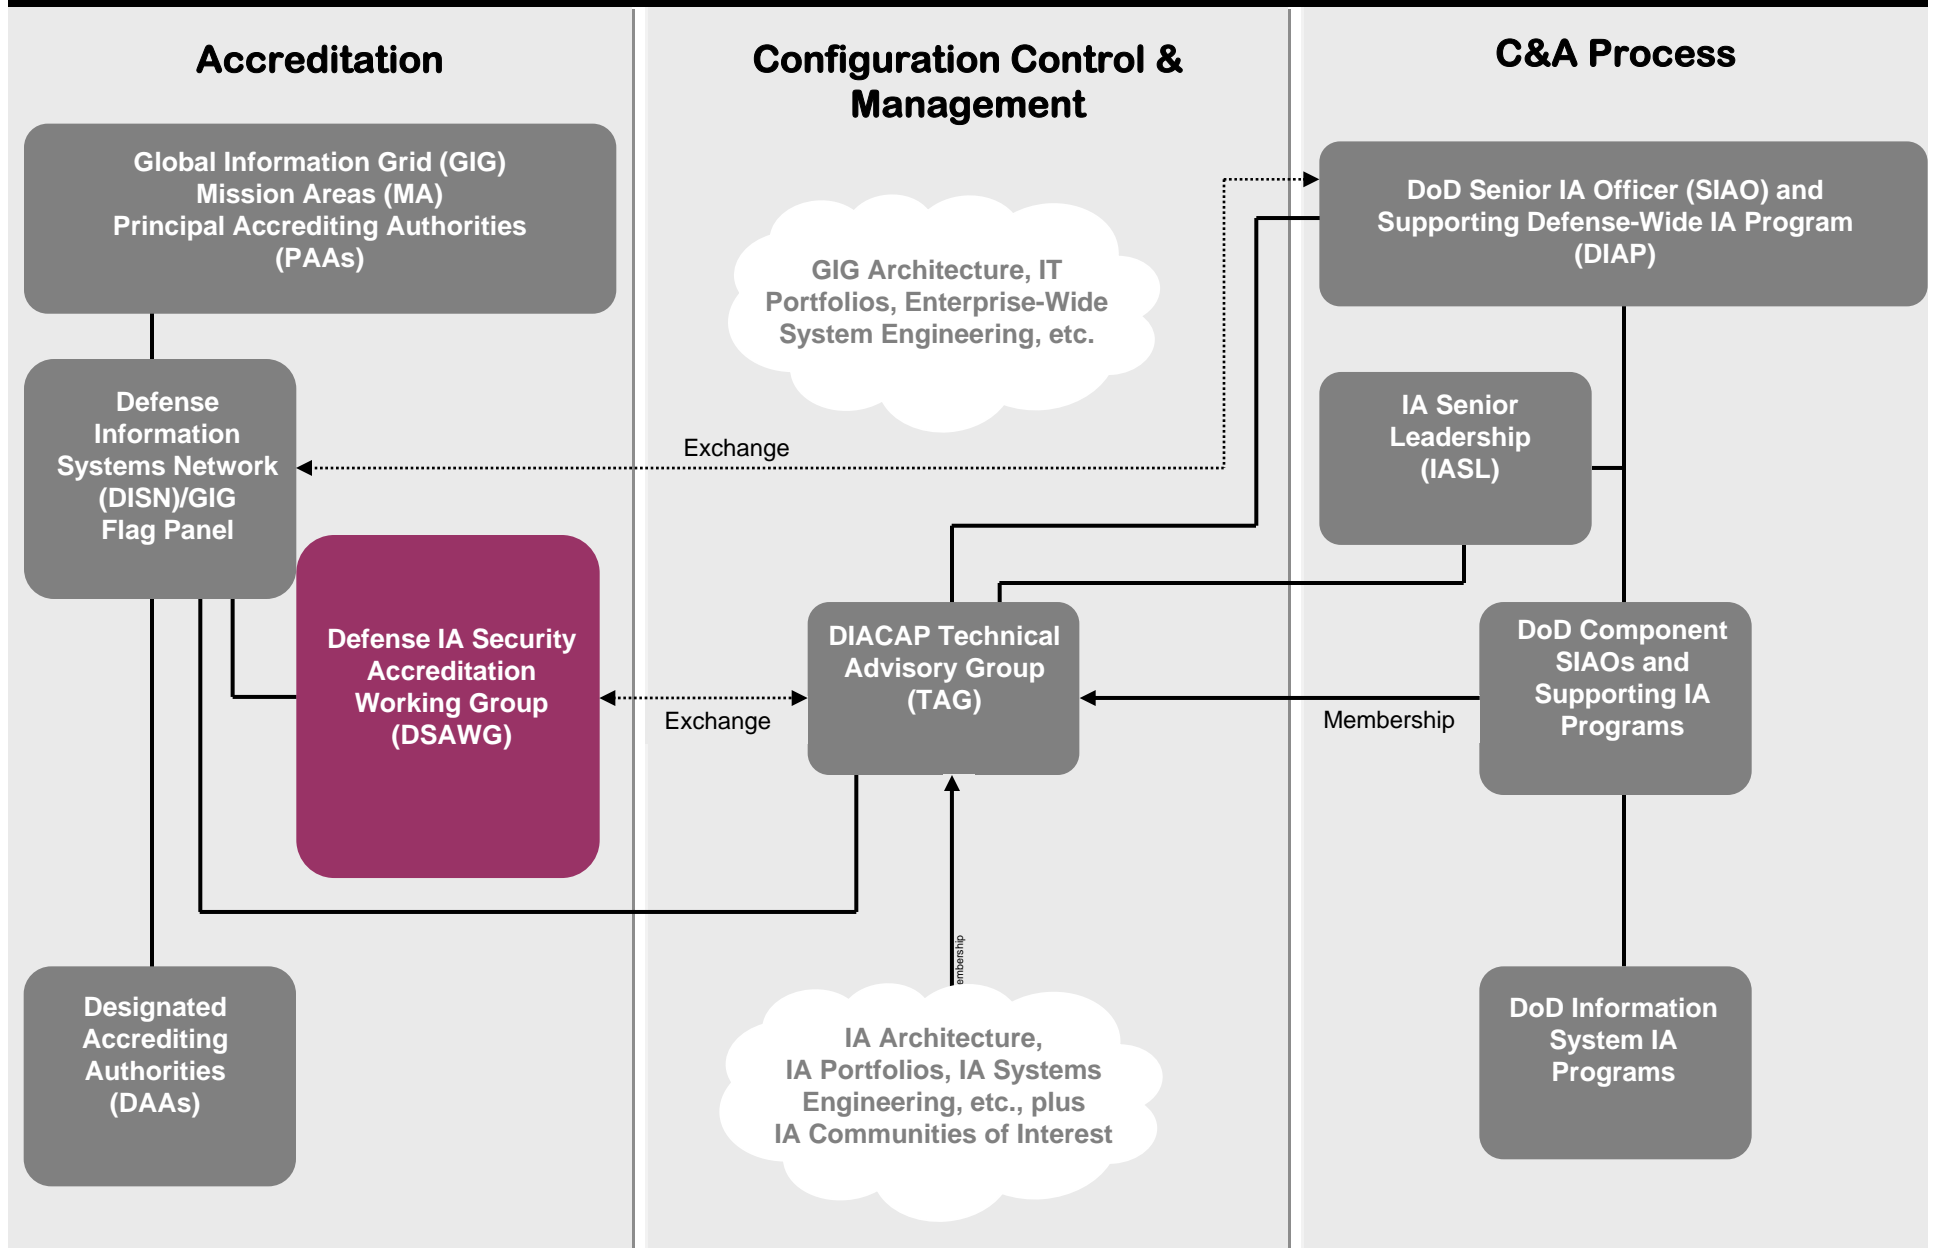 Accreditation
Global Information Grid (GIG)
Mission Areas (MA)
Principal Accrediting Authorities
(PAAs)
Defense
Information
Systems Network
(DISN)/GIG
Flag Panel
Defense IA Security
Accreditation
Working Group
(DSAWG)
Designated
Accrediting
Authorities
(DAAs)
Configuration Control &
Management
GIG Architecture, IT
Portfolios, Enterprise-Wide
System Engineering, etc.
Exchange
DIACAP Technical
Advisory Group
(TAG)
Exchange
Membership
embership
IA Architecture,
IA Portfolios, IA Systems
Engineering, etc., plus
IA Communities of Interest
C&A Process
DoD Senior IA Officer (SIAO) and
Supporting Defense-Wide IA Program
(DIAP)
IA Senior
Leadership
(IASL)
DoD Component
SIAOs and
Supporting IA
Programs
DoD Information
System IA
Programs